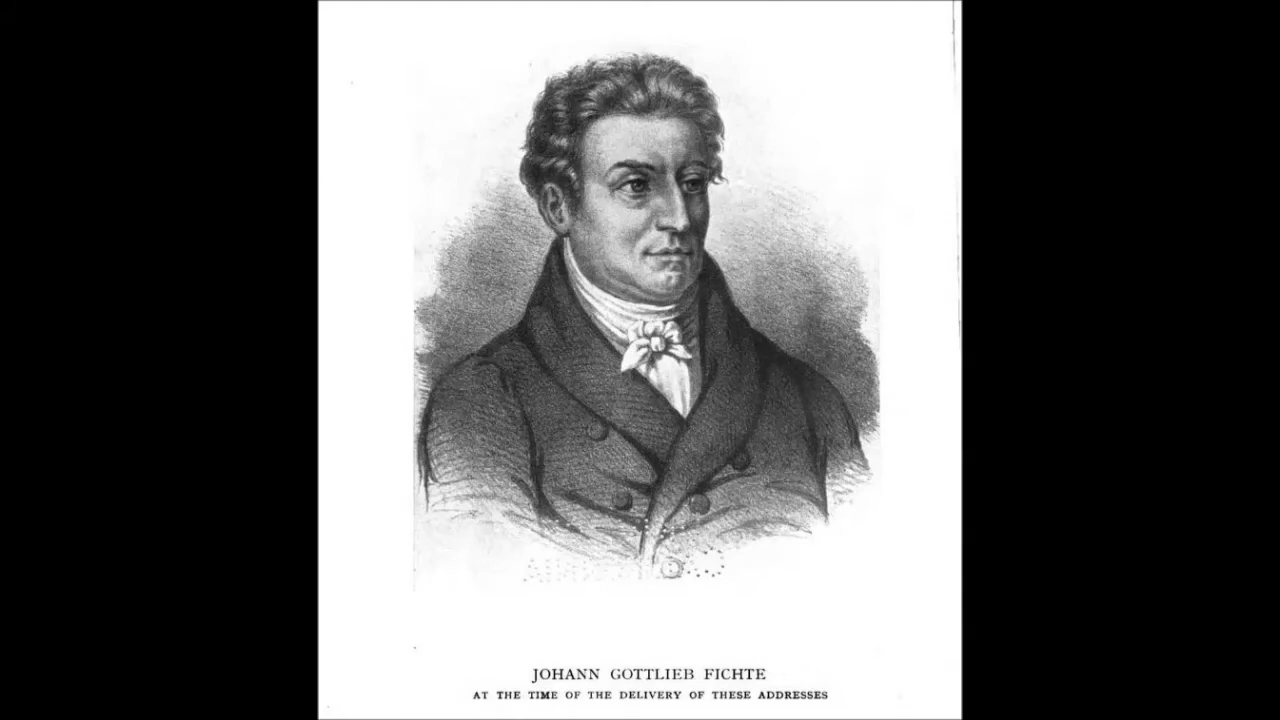 JOHANN GOTTLIEB FICHTE
AT THE TIME OF THE DELIVERY OF THESE ADDRESSES